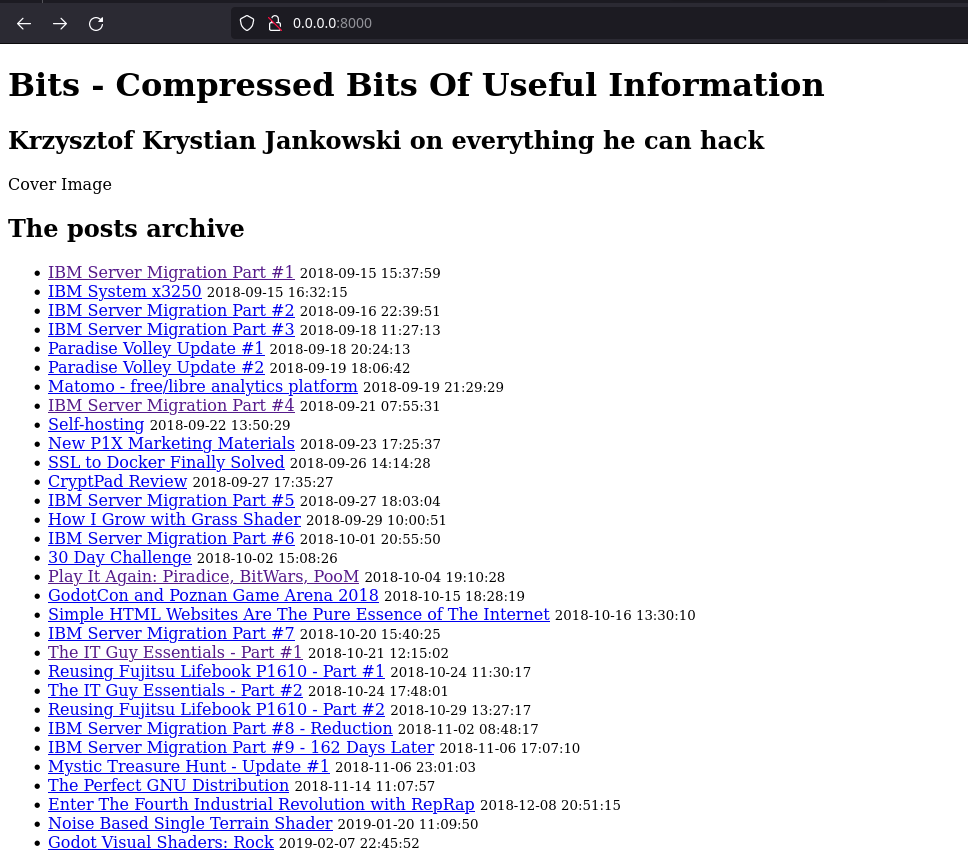 0.0.0.0:8000
Bits - Compressed Bits Of Useful Information
Krzysztof Krystian Jankowski on everything he can hack
Cover Image
The posts archive
• IBM Server Migration Part #1 2018-09-15 15:37:59
• IBM System x3250 2018-09-15 16:32:15
• IBM Server Migration Part #2 2018-09-16 22:39:51
• IBM Server Migration Part #3 2018-09-18 11:27:13
• Paradise Volley Update #1 2018-09-18 20:24:13
• Paradise Volley Update #2 2018-09-19 18:06:42
• Matomo - free/libre analytics platform 2018-09-19 21:29:29
• IBM Server Migration Part #4 2018-09-21 07:55:31
• Self-hosting 2018-09-22 13:50:29
• New P1X Marketing Materials 2018-09-23 17:25:37
• SSL to Docker Finally Solved 2018-09-26 14:14:28
• CryptPad Review 2018-09-27 17:35:27
• IBM Server Migration Part #5 2018-09-27 18:03:04
• How I Grow with Grass Shader 2018-09-29 10:00:51
• IBM Server Migration Part #6 2018-10-01 20:55:50
• 30 Day Challenge 2018-10-02 15:08:26
• Play It Again: Piradice, BitWars, PooM 2018-10-04 19:10:28
• GodotCon and Poznan Game Arena 2018 2018-10-15 18:28:19
• Simple HTML Websites Are The Pure Essence of The Internet 2018-10-16 13:30:10
• IBM Server Migration Part #7 2018-10-20 15:40:25
• The IT Guy Essentials - Part #1 2018-10-21 12:15:02
• Reusing Fujitsu Lifebook P1610 - Part #1 2018-10-24 11:30:17
• The IT Guy Essentials - Part #2 2018-10-24 17:48:01
• Reusing Fujitsu Lifebook P1610 - Part #2 2018-10-29 13:27:17
• IBM Server Migration Part #8 - Reduction 2018-11-02 08:48:17
• IBM Server Migration Part #9 - 162 Days Later 2018-11-06 17:07:10
• Mystic Treasure Hunt - Update #1 2018-11-06 23:01:03
• The Perfect GNU Distribution 2018-11-14 11:07:57
• Enter The Fourth Industrial Revolution with RepRap 2018-12-08 20:51:15
• Noise Based Single Terrain Shader 2019-01-20 11:09:50
• Godot Visual Shaders: Rock 2019-02-07 22:45:52